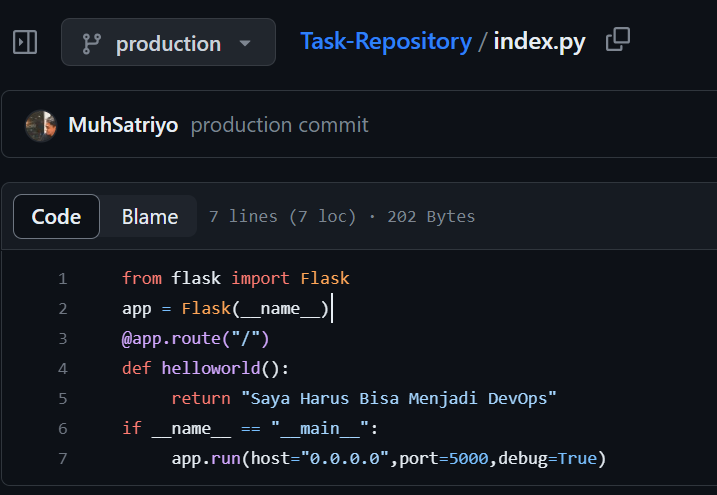 production Task-Repository / index.py
MuhSatriyo production commit
Code Blame 7 lines (7 loc) · 202 Bytes
1 from flask import Flask
2 app = Flask(__name__)
3 @app.route("/")
4 def helloworld():
5 return "Saya Harus Bisa Menjadi DevOps"
6 if __name__ == "__main__":
7 app.run(host="0.0.0.0",port=5000,debug=True)